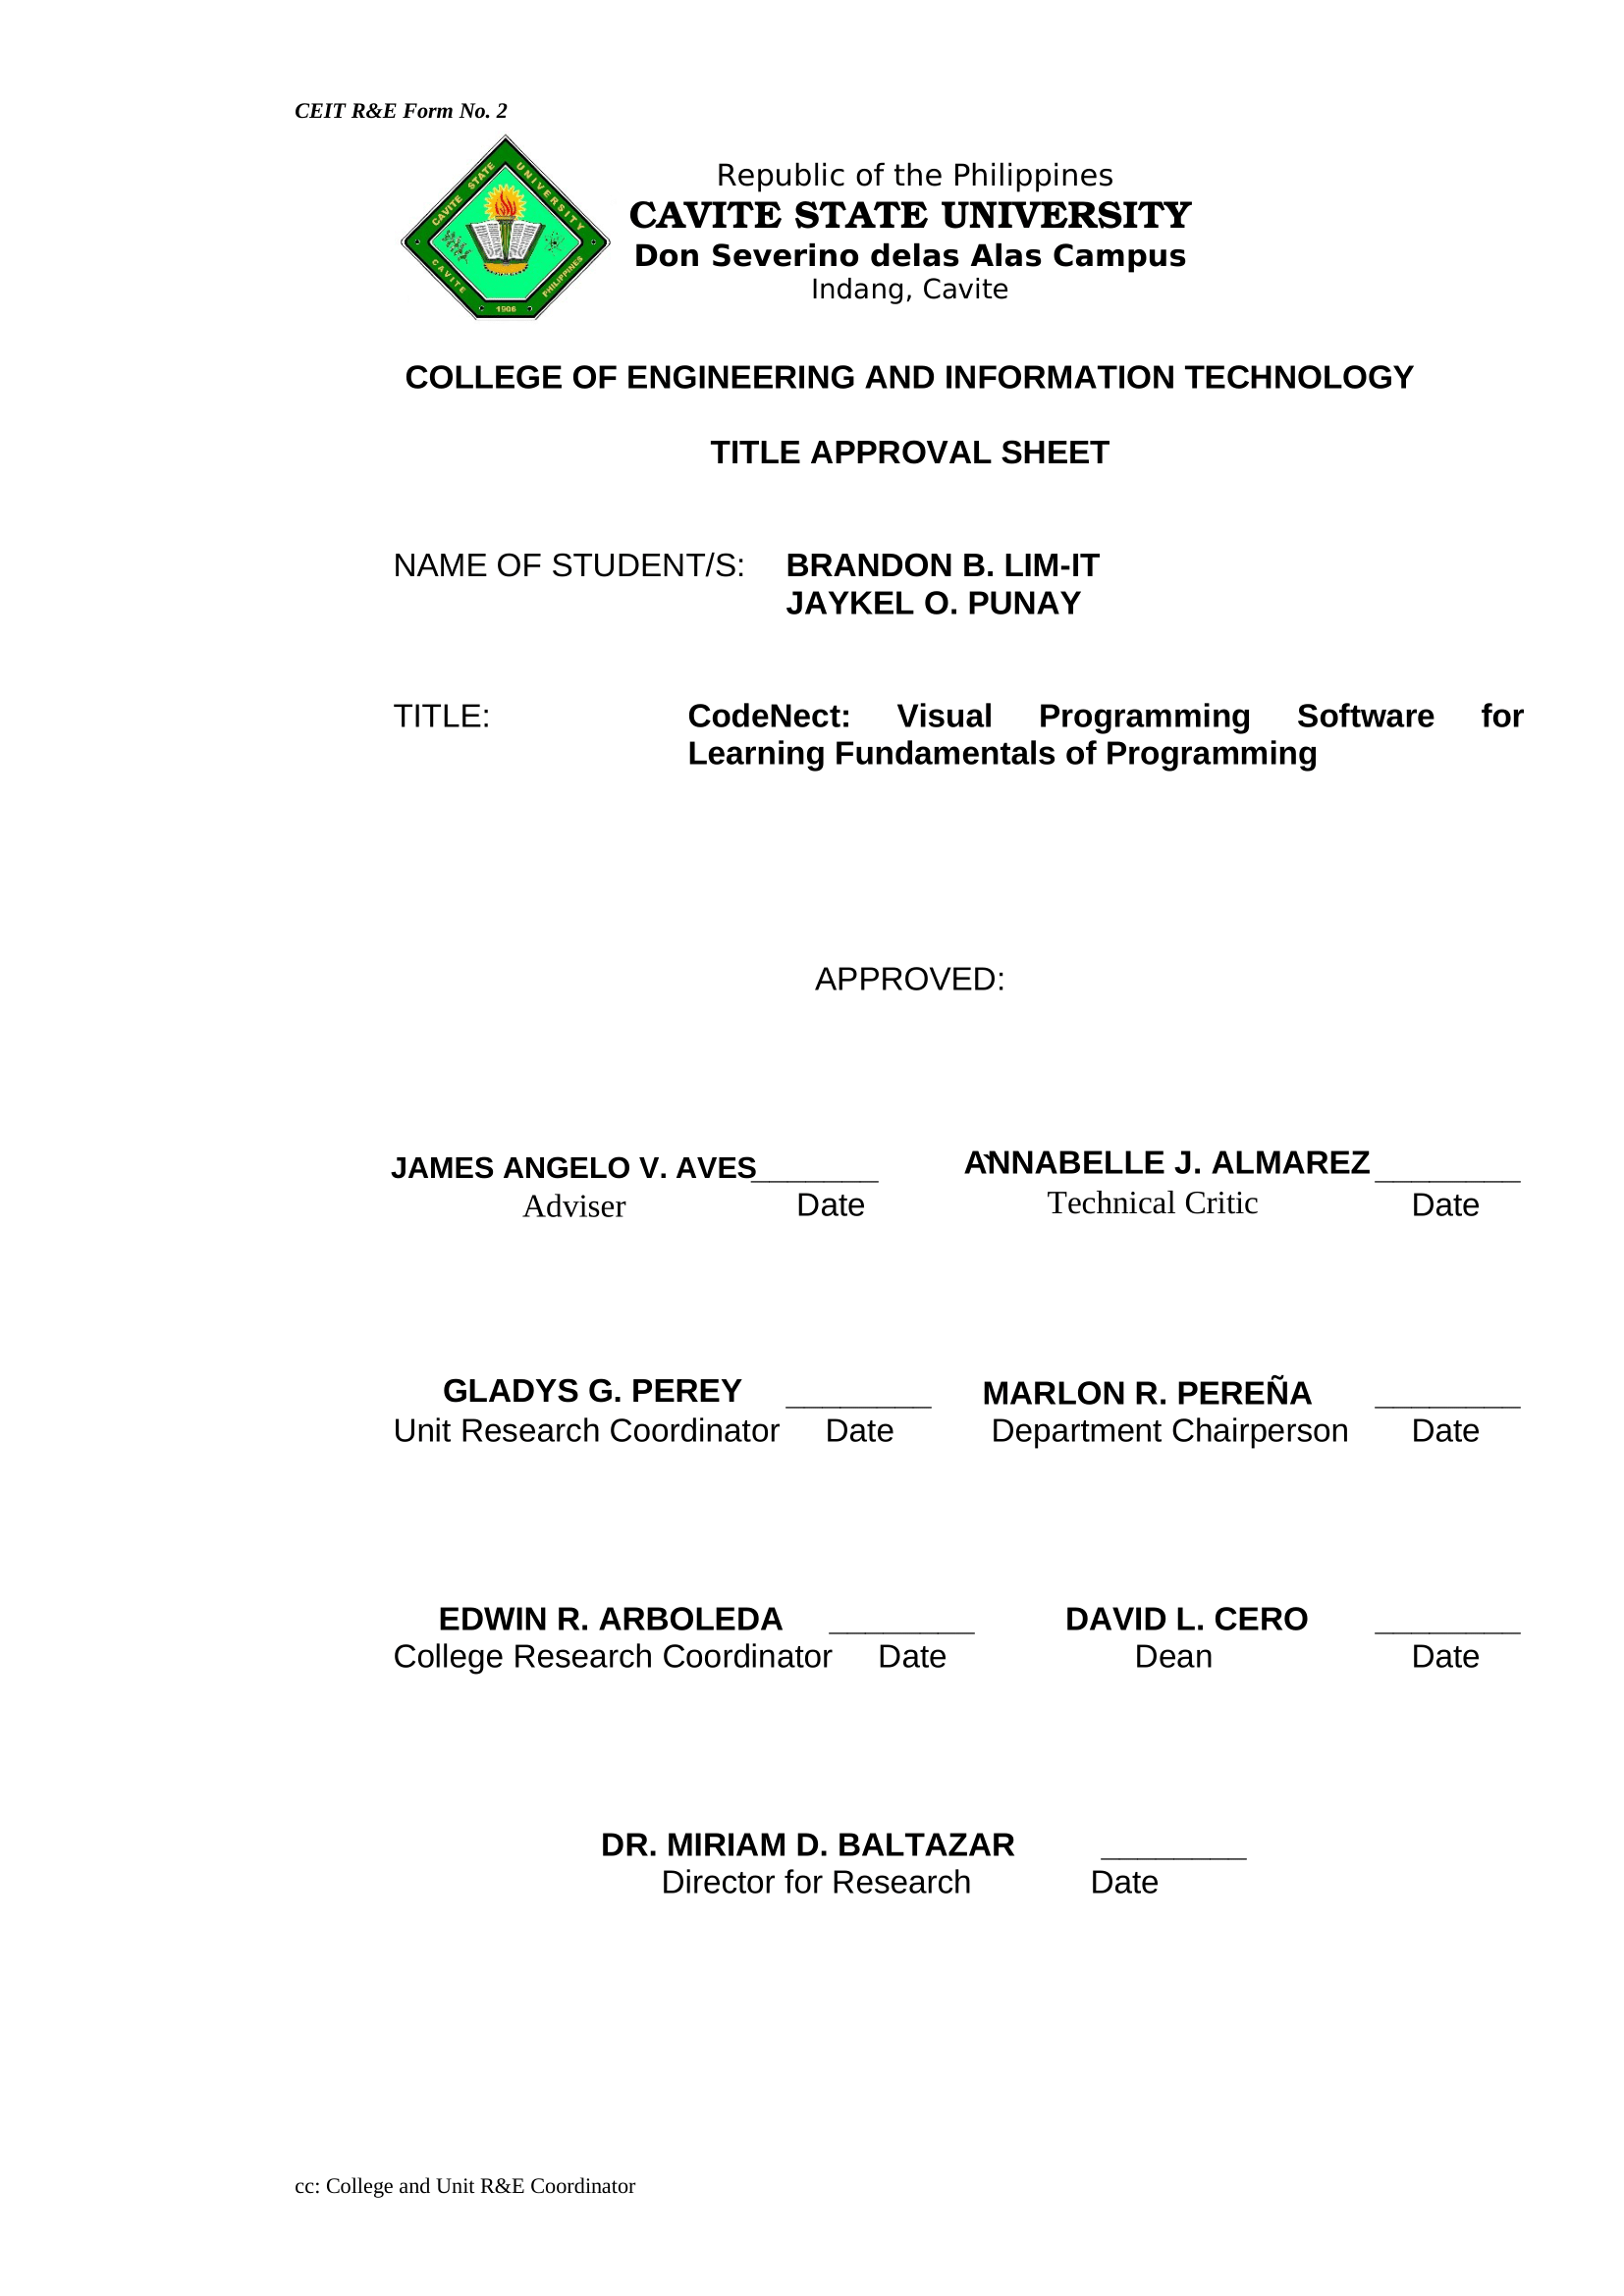 CEIT R&E Form No. 2
CAVITE STATE UNIVERSITY
CAVITE PHILIPPINES
1906
Republic of the Philippines
CAVITE STATE UNIVERSITY
Don Severino delas Alas Campus
Indang, Cavite
COLLEGE OF ENGINEERING AND INFORMATION TECHNOLOGY
TITLE APPROVAL SHEET
NAME OF STUDENT/S: BRANDON B. LIM-IT
JAYKEL O. PUNAY
TITLE: CodeNect: Visual Programming Software for
Learning Fundamentals of Programming
APPROVED:
JAMES ANGELO V. AVES_______ ANNABELLE J. ALMAREZ ________
Adviser Date Technical Critic Date
GLADYS G. PEREY ________ MARLON R. PEREÑA ________
Unit Research Coordinator Date Department Chairperson Date
EDWIN R. ARBOLEDA ________ DAVID L. CERO ________
College Research Coordinator Date Dean Date
DR. MIRIAM D. BALTAZAR ________
Director for Research Date
cc: College and Unit R&E Coordinator